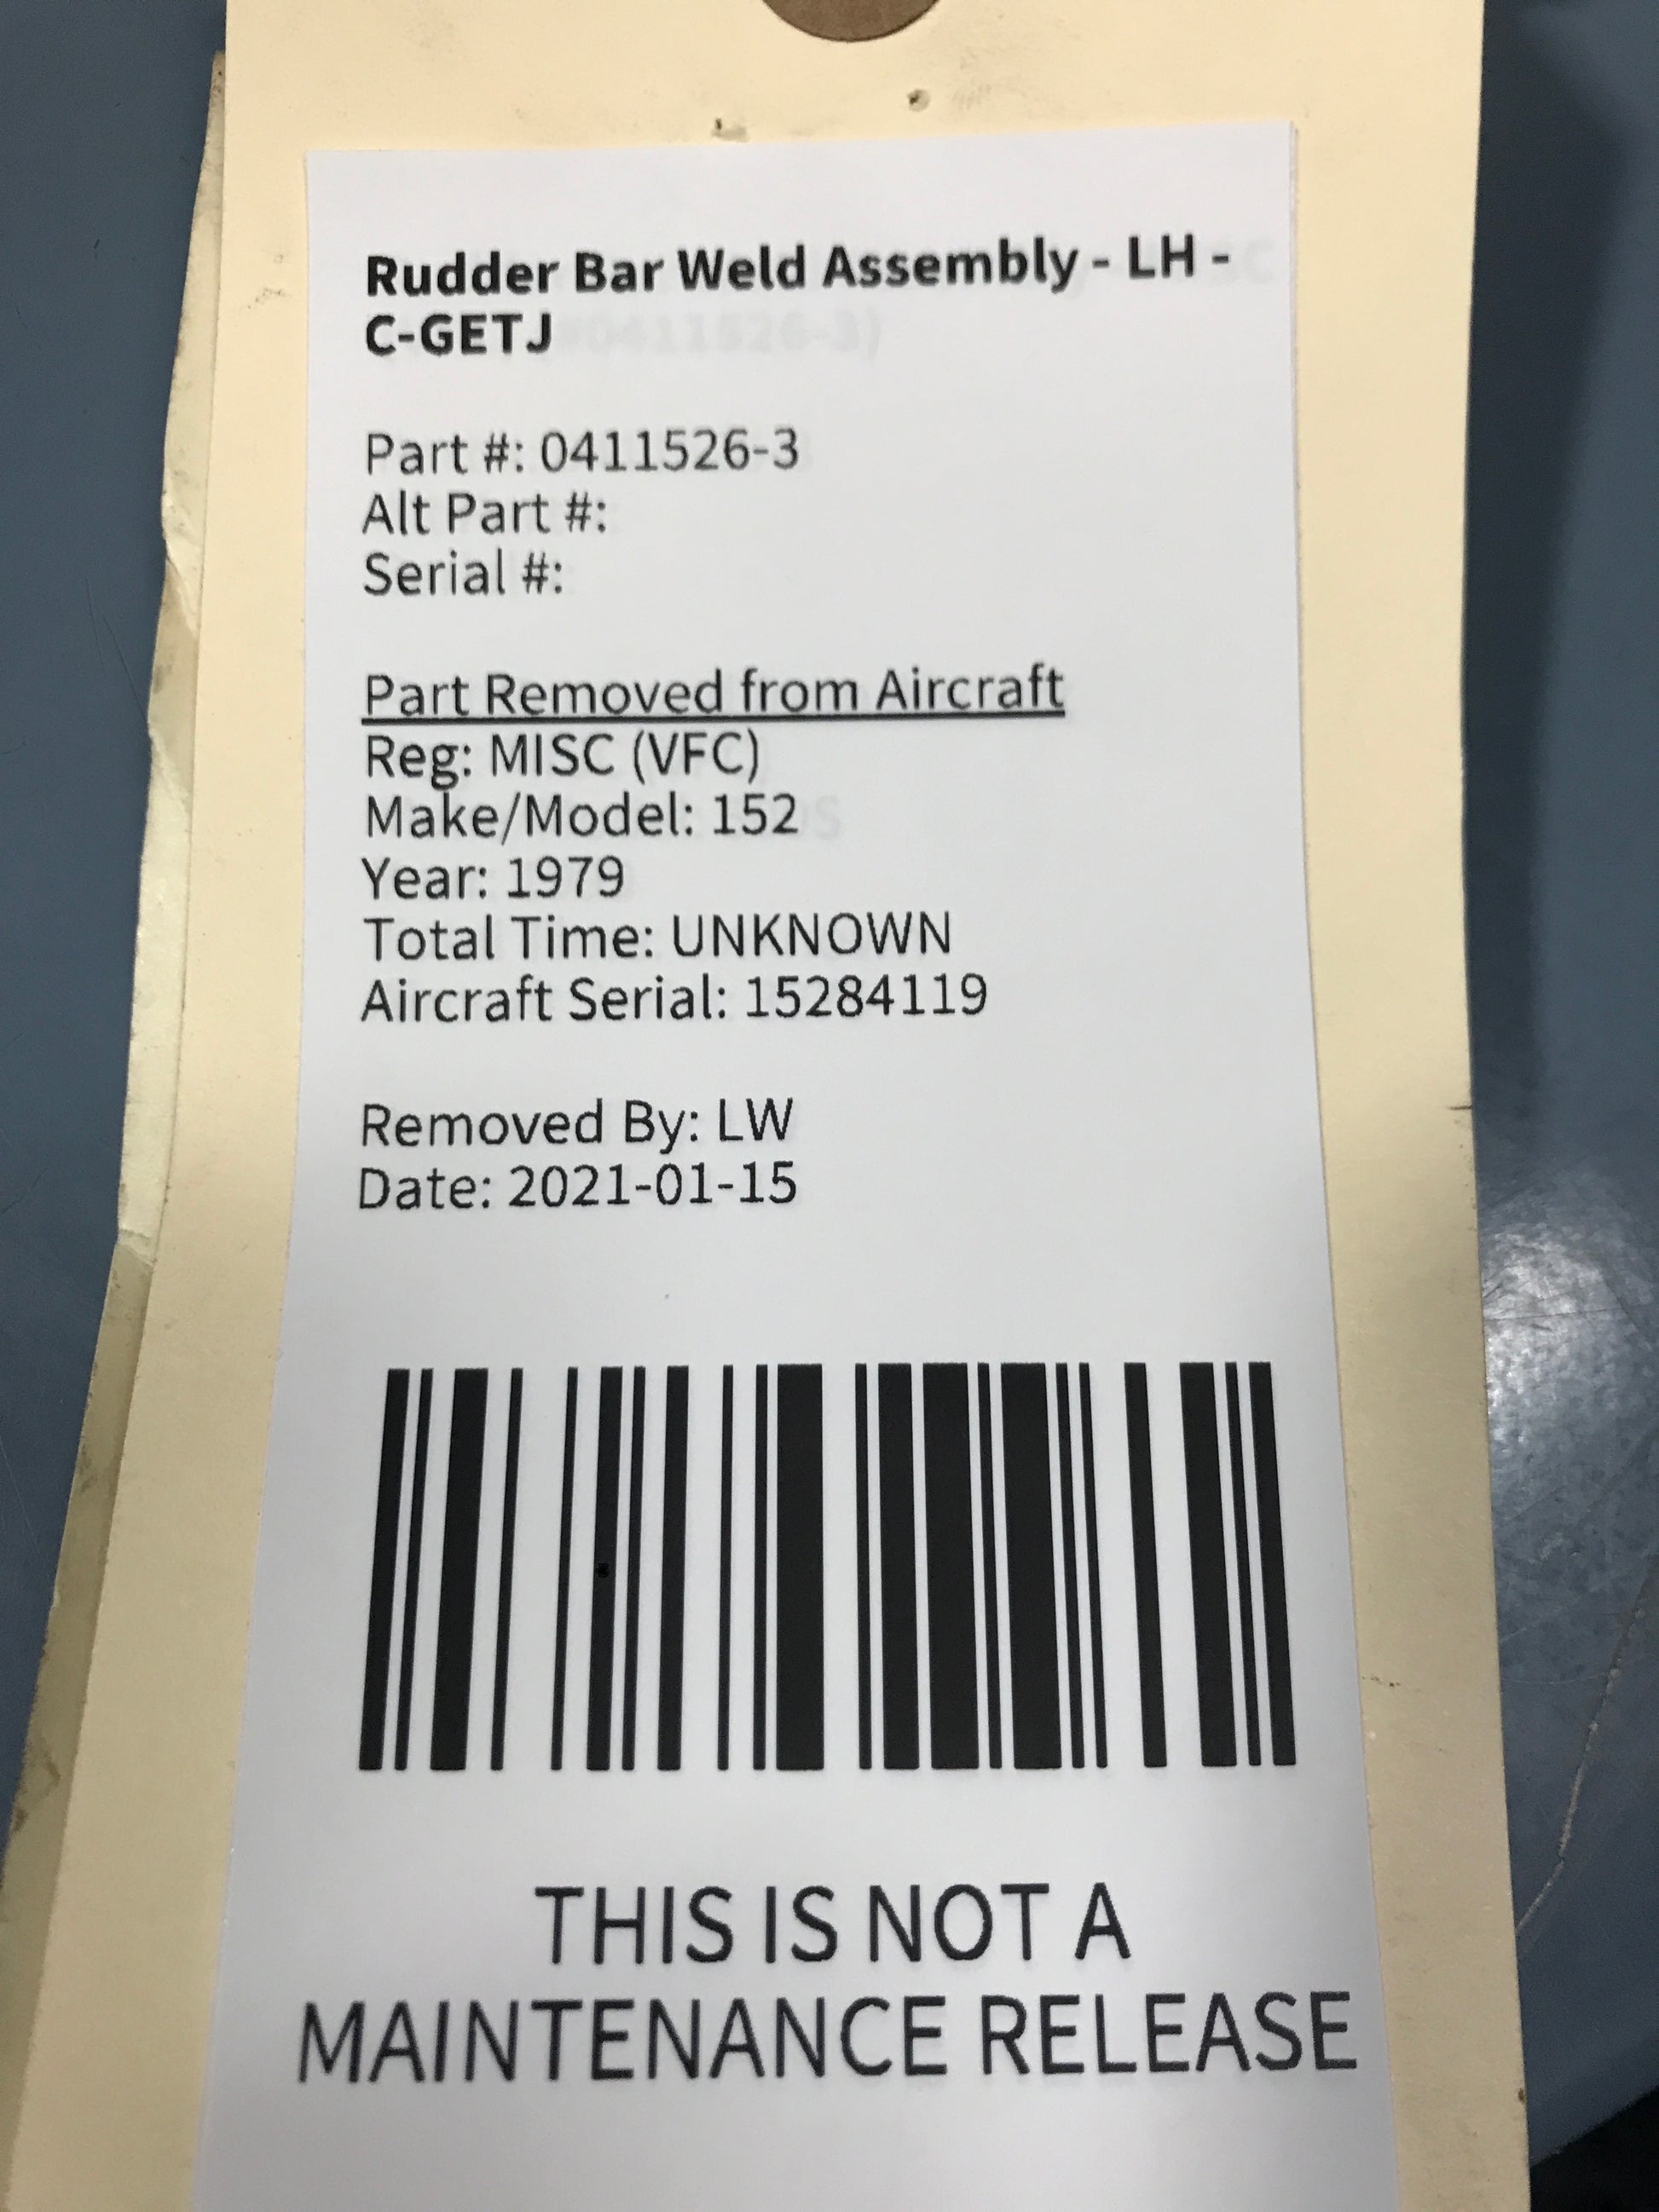 Rudder Bar Weld Assembly - LH -
C-GETJ
Part #: 0411526-3
Alt Part #:
Serial #:
Part Removed from Aircraft
Reg: MISC (VFC)
Make/Model: 152
Year: 1979
Total Time: UNKNOWN
Aircraft Serial: 15284119
Removed By: LW
Date: 2021-01-15
THIS IS NOT A
MAINTENANCE RELEASE